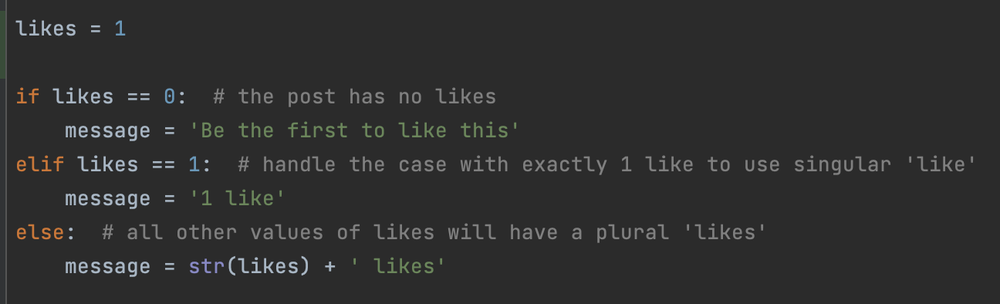 likes = 1
if likes == 0:  # the post has no likes
    message = 'Be the first to like this'
elif likes == 1:  # handle the case with exactly 1 like to use singular 'like'
    message = '1 like'
else:  # all other values of likes will have a plural 'likes'
    message = str(likes) + ' likes'